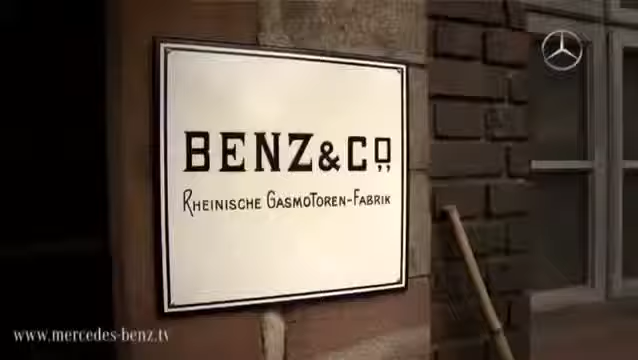 BENZ & Co.,,
RHEINISCHE GASMOTOREN-FABRIK
www.mercedes-benz.tv